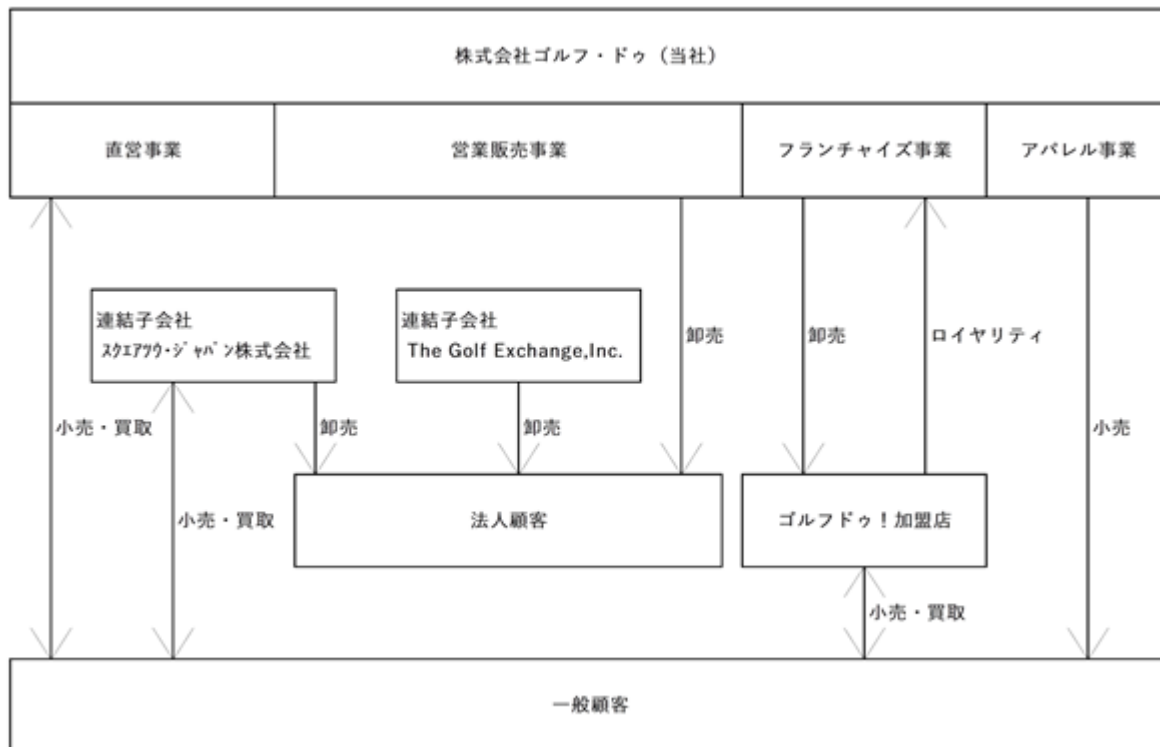 株式会社ゴルフ・ドゥ（当社）
直営事業
営業販売事業
フランチャイズ事業
アパレル事業
連結子会社
ｽｸｴｱﾂｳ･ｼﾞｬﾊﾟﾝ株式会社
連結子会社
The Golf Exchange,Inc.
卸売
卸売
ロイヤリティ
小売・買取
卸売
卸売
小売
小売・買取
法人顧客
ゴルフドゥ！加盟店
小売・買取
一般顧客